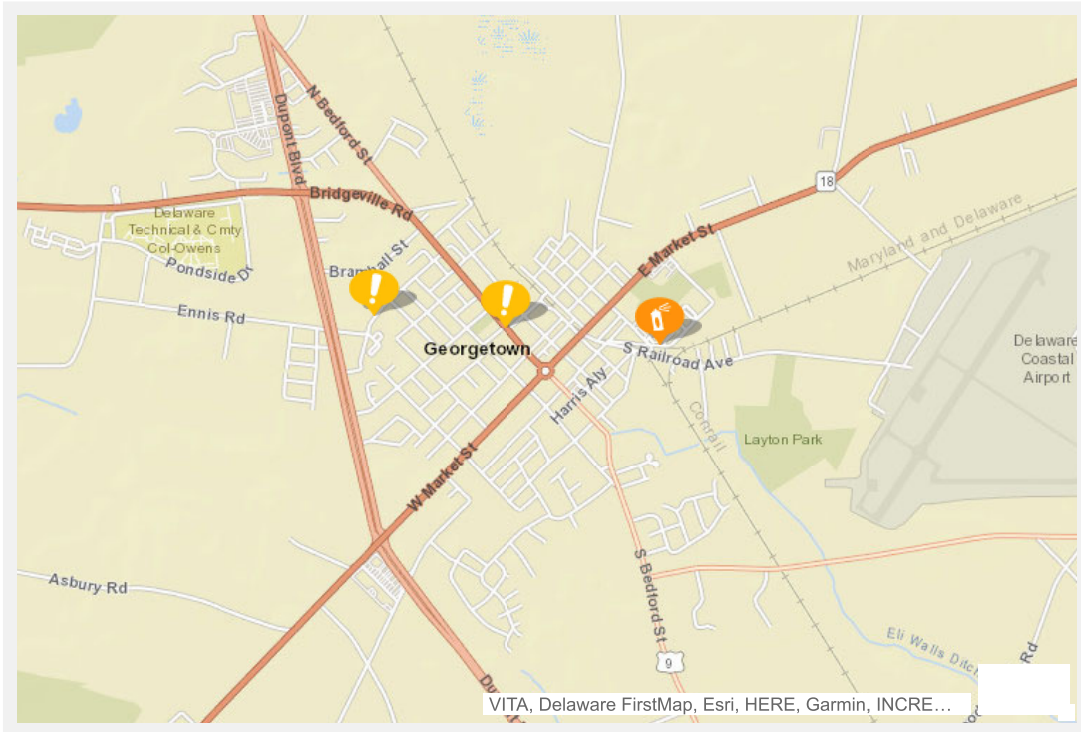 N Bedford St
Dupont Blvd
Bridgeville Rd
18
E Market St
Maryland and Delaware
Delaware
Technical & Cmty
Col-Owens
Pondside Dr
Bramhall St
!
!
Ennis Rd
Georgetown
S Railroad Ave
Delaware
Coastal
Airport
Harris Aly
Conrail
Layton Park
W Market St
Asbury Rd
S Bedford St
Eli Walls Ditch
9
Rd
VITA, Delaware FirstMap, Esri, HERE, Garmin, INCRE...